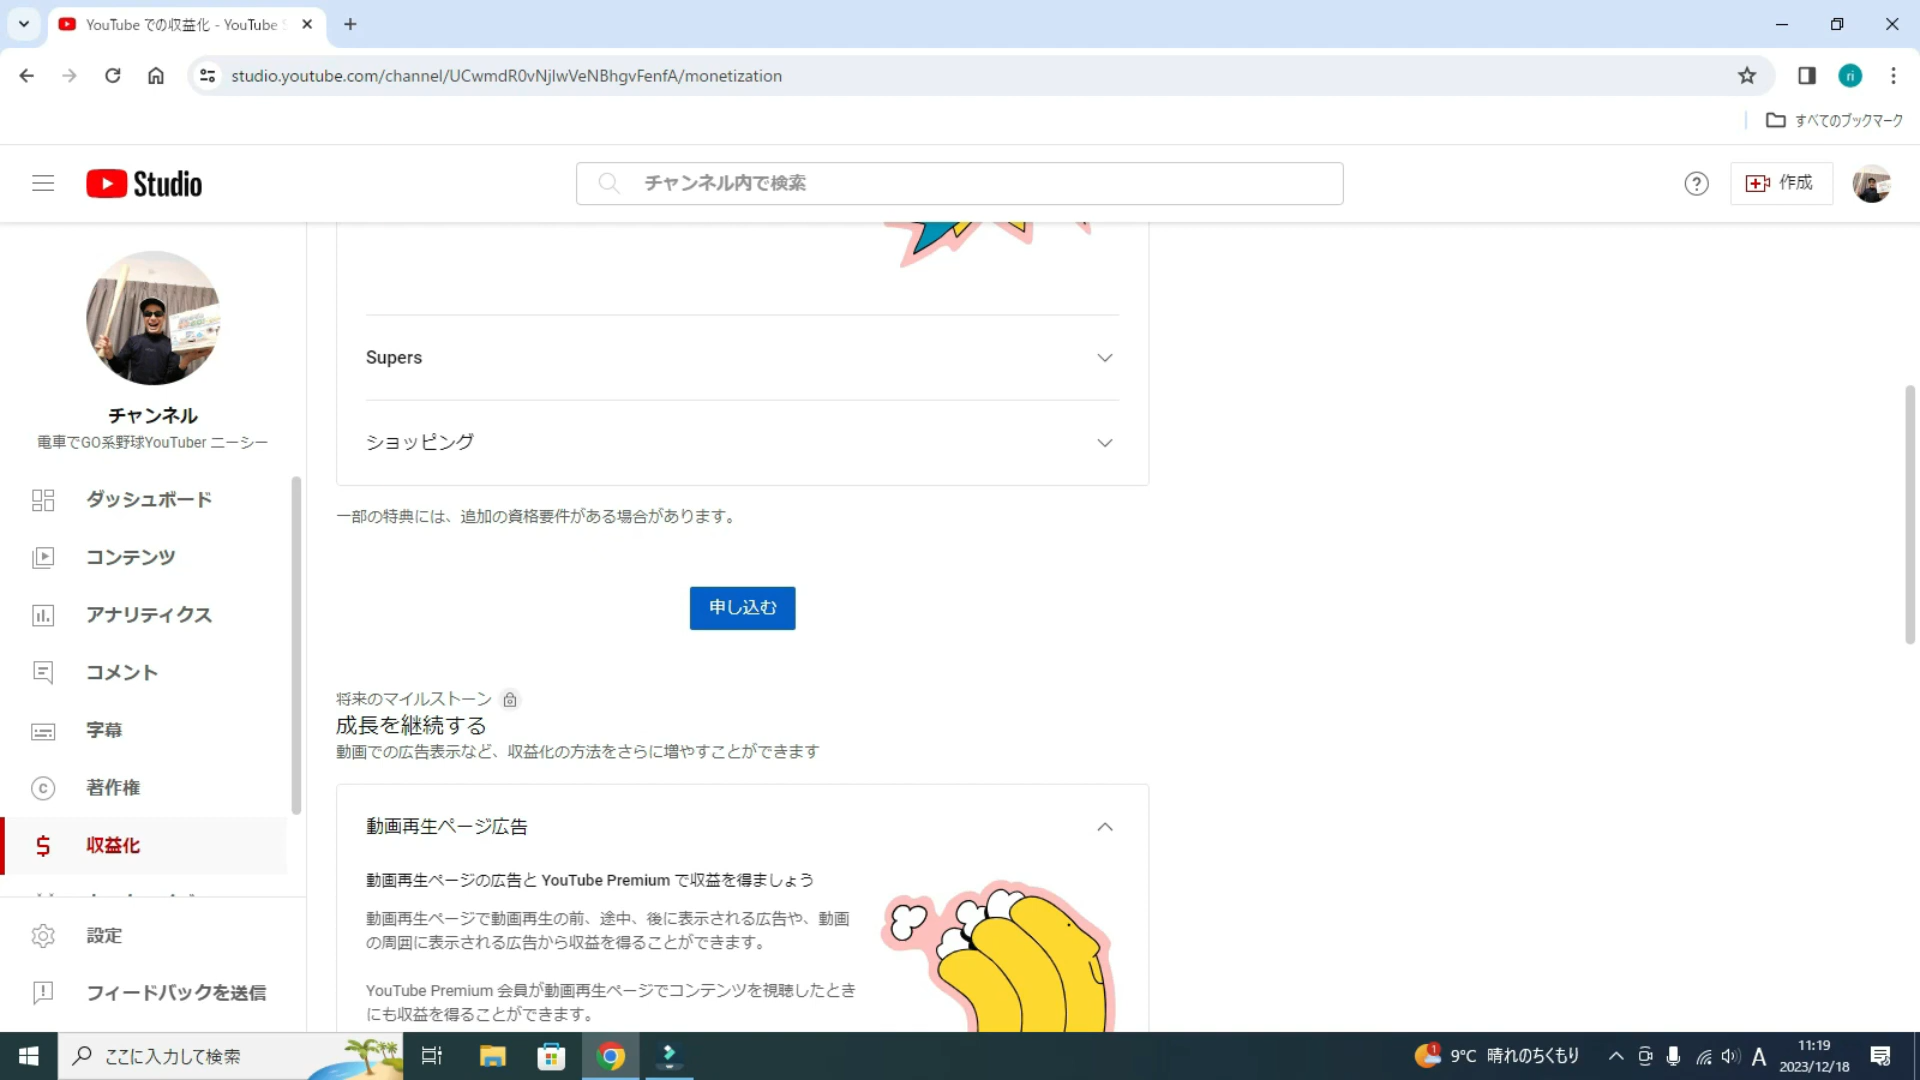 YouTube での収益化 - YouTube S
studio.youtube.com/channel/UCwmdR0vNjlwVeNBhgvFenfA/monetization
ri
すべてのブックマーク
Studio
チャンネル内で検索
作成
チャンネル
電車でGO系野球YouTuber ニーシー
ダッシュボード
コンテンツ
アナリティクス
コメント
字幕
著作権
収益化
設定
フィードバックを送信
Supers
ショッピング
一部の特典には、追加の資格要件がある場合があります。
申し込む
将来のマイルストーン
成長を継続する
動画での広告表示など、収益化の方法をさらに増やすことができます
動画再生ページ広告
動画再生ページの広告と YouTube Premium で収益を得ましょう
動画再生ページで動画再生の前、途中、後に表示される広告や、動画
の周囲に表示される広告から収益を得ることができます。
YouTube Premium 会員が動画再生ページでコンテンツを視聴したとき
にも収益を得ることができます。
ここに入力して検索
1
9°C 晴れのちくもり
A
11:19
2023/12/18